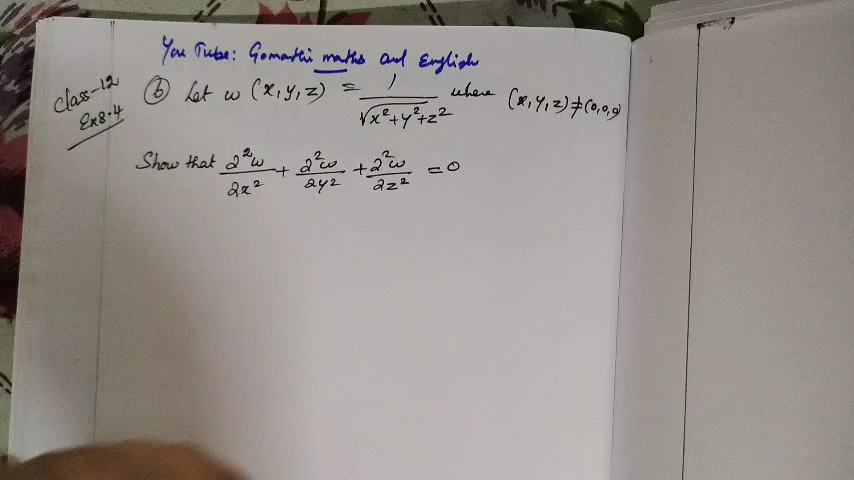 You Tube: Gomathi maths and English
Class-12
Ex 8.4
⑥ Let w (x,y,z) = 1/√x²+y²+z² where (x,y,z) ≠ (0,0,0)
Show that ∂²w/∂x² + ∂²w/∂y² + ∂²w/∂z² = 0